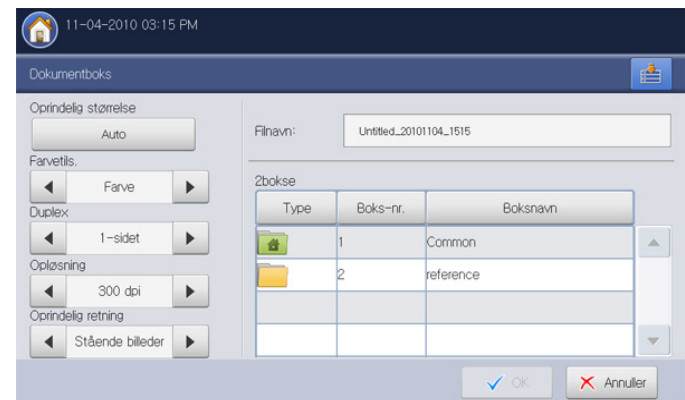 11-04-2010 03:15 PM
Dokumentboks
Oprindelig størrelse
Auto
Farvetils.
Farve
Duplex
1-sidet
Opløsning
300 dpi
Oprindelig retning
Stående billeder
Filnavn: Untitled_20101104_1515
2bokse
Type Boks-nr. Boksnavn
1 Common
2 reference
OK Annuller